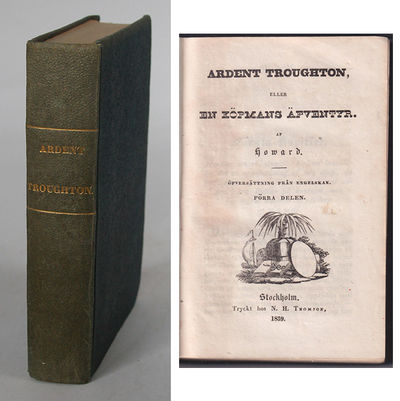 ARDENT
TROUGHTON.
ARDENT TROUGHTON,
ELLER
EN KÖPMANS ÄFVENTYR.
AF
Howard.
ÖFVERSÄTTNING FRÅN ENGELSKAN.
FÖRRA DELEN.
Stockholm.
Tryckt hos N. H. THOMSON,
1839.